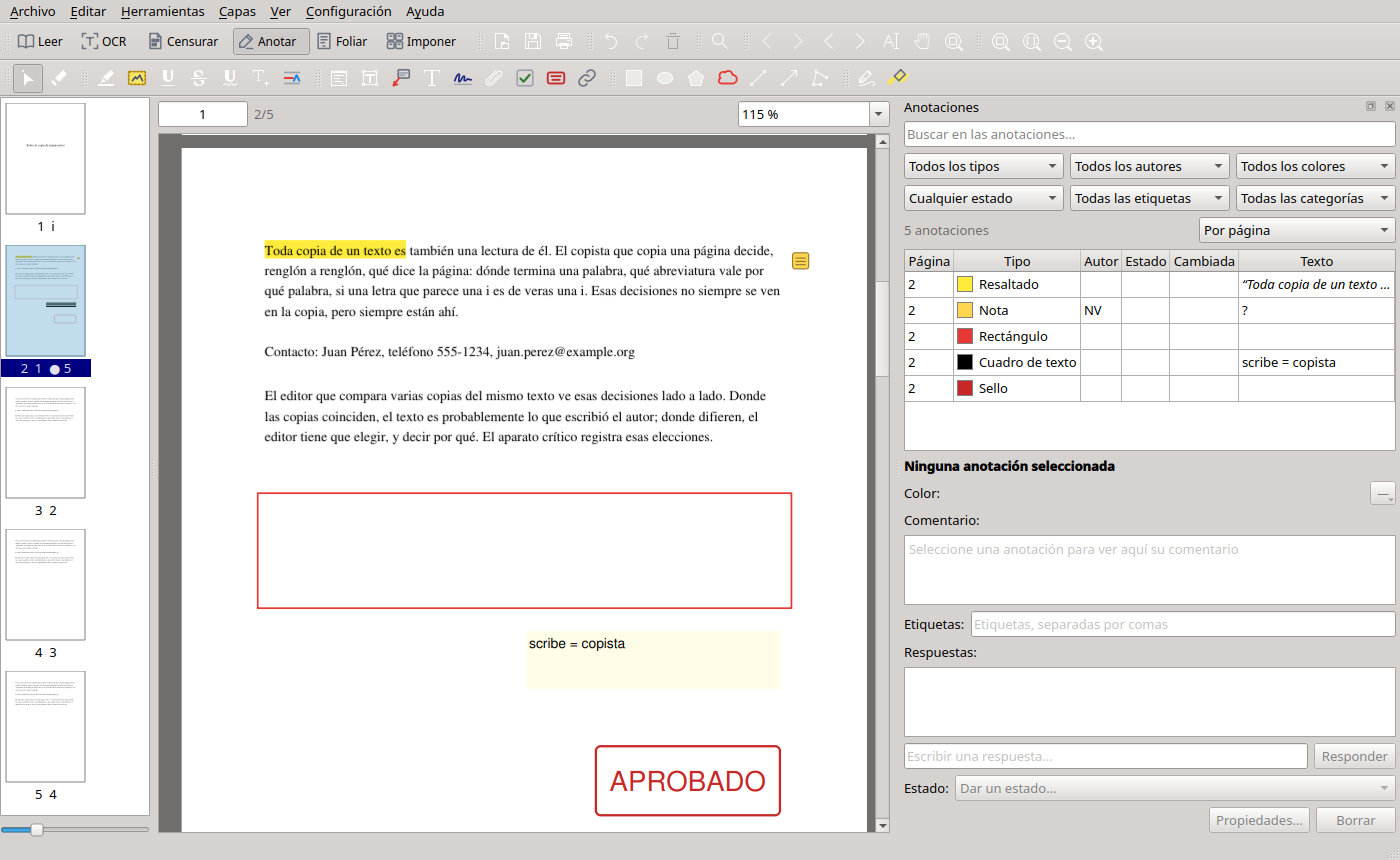 Archivo Editar Herramientas Capas Ver Configuración Ayuda
Leer OCR Censurar Anotar Foliar Imponer
1 2/5 115 %
1 i
2 1 5
3 2
4 3
5 4
Toda copia de un texto es también una lectura de él. El copista que copia una página decide,
renglón a renglón, qué dice la página: dónde termina una palabra, qué abreviatura vale por
qué palabra, si una letra que parece una i es de veras una i. Esas decisiones no siempre se ven
en la copia, pero siempre están ahí.
Contacto: Juan Pérez, teléfono 555-1234, juan.perez@example.org
El editor que compara varias copias del mismo texto ve esas decisiones lado a lado. Donde
las copias coinciden, el texto es probablemente lo que escribió el autor; donde difieren, el
editor tiene que elegir, y decir por qué. El aparato crítico registra esas elecciones.
scribe = copista
APROBADO
Anotaciones
Buscar en las anotaciones...
Todos los tipos Todos los autores Todos los colores
Cualquier estado Todas las etiquetas Todas las categorías
5 anotaciones Por página
Página Tipo Autor Estado Cambiada Texto
2 Resaltado “Toda copia de un texto ...
2 Nota NV ?
2 Rectángulo
2 Cuadro de texto scribe = copista
2 Sello
Ninguna anotación seleccionada
Color:
Comentario:
Seleccione una anotación para ver aquí su comentario
Etiquetas: Etiquetas, separadas por comas
Respuestas:
Escribir una respuesta... Responder
Estado: Dar un estado...
Propiedades... Borrar